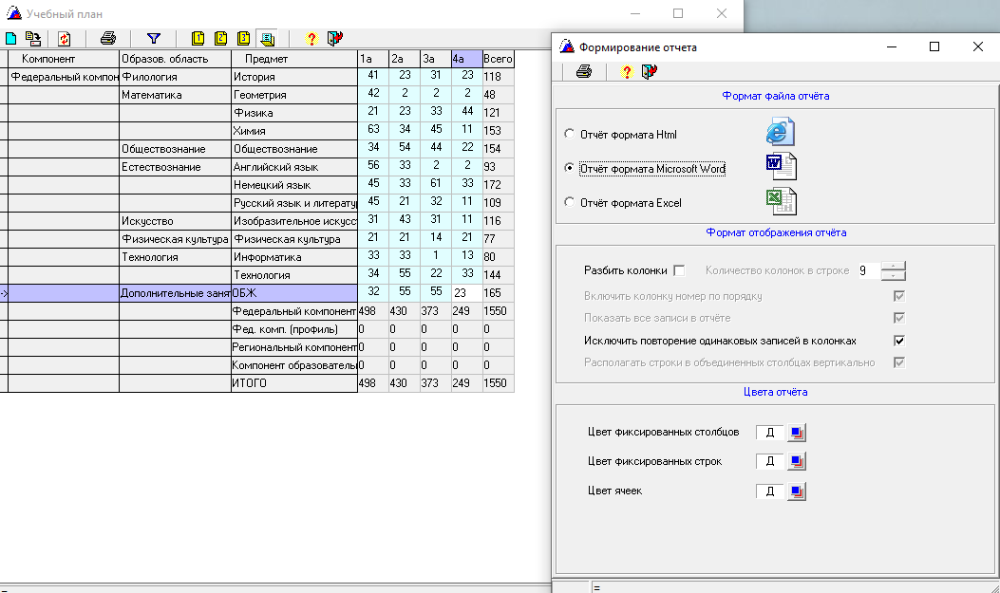 Учебный план
Компонент Образов. область Предмет 1а 2а 3а 4а Всего
Федеральный компон Филология История 41 23 31 23 118
Математика Геометрия 42 2 2 2 48
Физика 21 23 33 44 121
Химия 63 34 45 11 153
Обществознание Обществознание 34 54 44 22 154
Естествознание Английский язык 56 33 2 2 93
Немецкий язык 45 33 61 33 172
Русский язык и литерату 45 21 32 11 109
Искусство Изобразительное искусс 31 43 31 11 116
Физическая культура Физическая культура 21 21 14 21 77
Технология Информатика 33 33 1 13 80
Технология 34 55 22 33 144
Дополнительные заня ОБЖ 32 55 55 23 165
Федеральный компонент 498 430 373 249 1550
Фед. комп. (профиль) 0 0 0 0 0
Региональный компонент 0 0 0 0 0
Компонент образователь 0 0 0 0 0
ИТОГО 498 430 373 249 1550
Формирование отчета
Формат файла отчёта
Отчёт формата Html
Отчёт формата Microsoft Word
Отчёт формата Excel
Формат отображения отчёта
Разбить колонки Количество колонок в строке 9
Включить колонку номер по порядку
Показать все записи в отчёте
Исключить повторение одинаковых записей в колонках
Располагать строки в объединенных столбцах вертикально
Цвета отчёта
Цвет фиксированных столбцов Д
Цвет фиксированных строк Д
Цвет ячеек Д
=